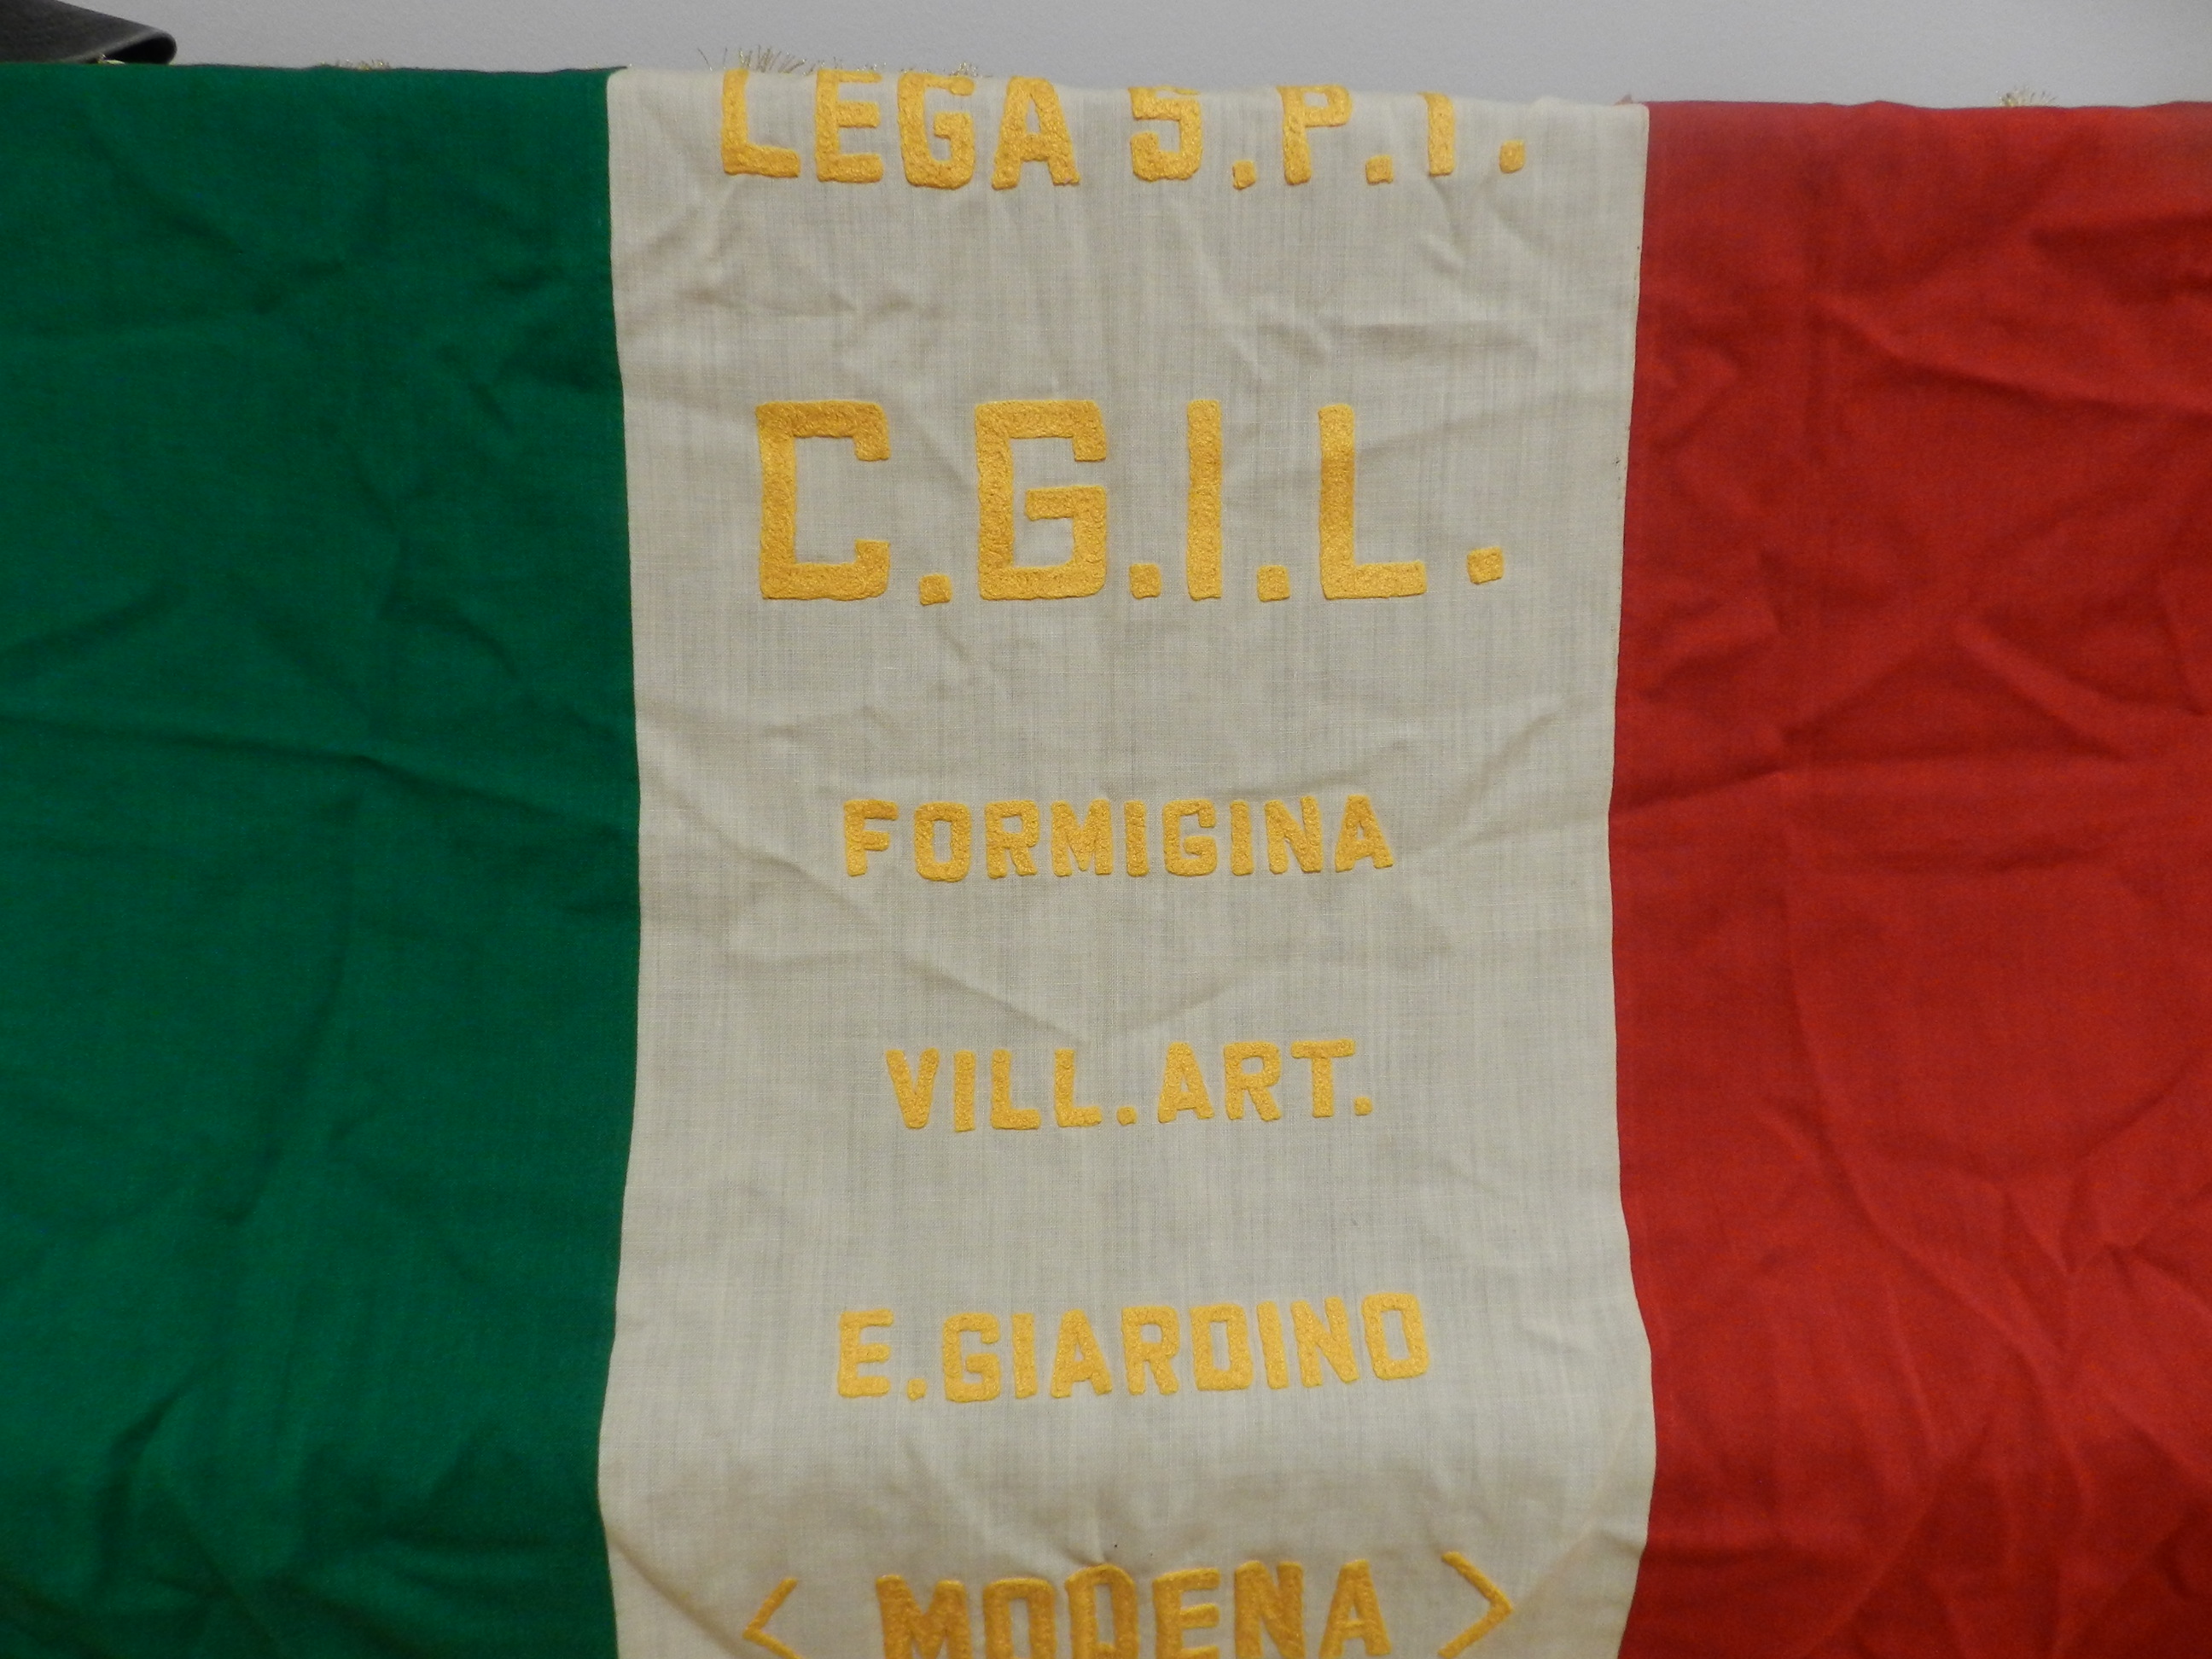 LEGA S.P.I.
C.G.I.L.
FORMIGINA
VILL.ART.
E.GIARDINO
< MODENA >